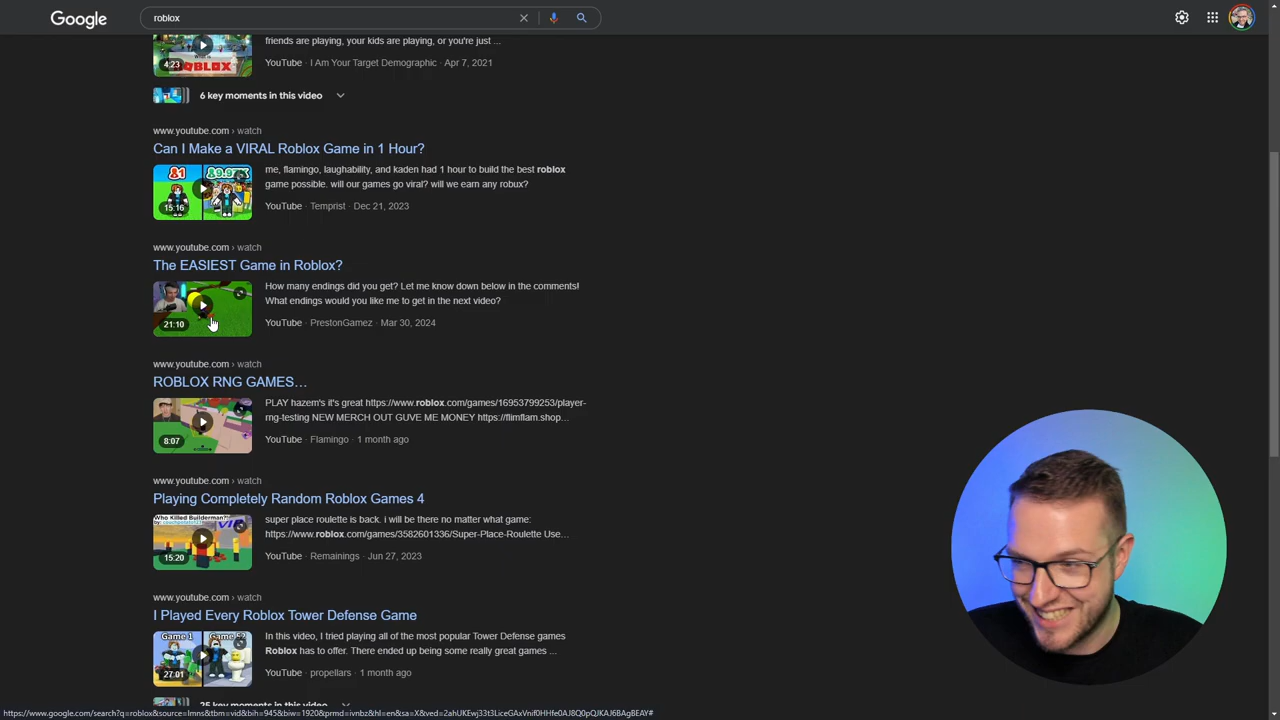 Google
roblox
friends are playing, your kids are playing, or you're just ...
ROBLOX
4:23
YouTube · I Am Your Target Demographic · Apr 7, 2021
6 key moments in this video
www.youtube.com › watch
Can I Make a VIRAL Roblox Game in 1 Hour?
me, flamingo, laughability, and kaden had 1 hour to build the best roblox
game possible. will our games go viral? will we earn any robux?
15:16
YouTube · Temprist · Dec 21, 2023
www.youtube.com › watch
The EASIEST Game in Roblox?
How many endings did you get? Let me know down below in the comments!
What endings would you like me to get in the next video?
21:10
YouTube · PrestonGamez · Mar 30, 2024
www.youtube.com › watch
ROBLOX RNG GAMES…
PLAY hazem's it's great https://www.roblox.com/games/16953799253/player-
rng-testing NEW MERCH OUT GUVE ME MONEY https://flimflam.shop...
8:07
YouTube · Flamingo · 1 month ago
www.youtube.com › watch
Playing Completely Random Roblox Games 4
Who Killed Builderman?!
super place roulette is back. i will be there no matter what game:
https://www.roblox.com/games/3582601336/Super-Place-Roulette Use...
15:20
YouTube · Remainings · Jun 27, 2023
www.youtube.com › watch
I Played Every Roblox Tower Defense Game
Game 1
In this video, I tried playing all of the most popular Tower Defense games
Roblox has to offer. There ended up being some really great games ...
27:01
YouTube · propellars · 1 month ago
25 key moments in this video